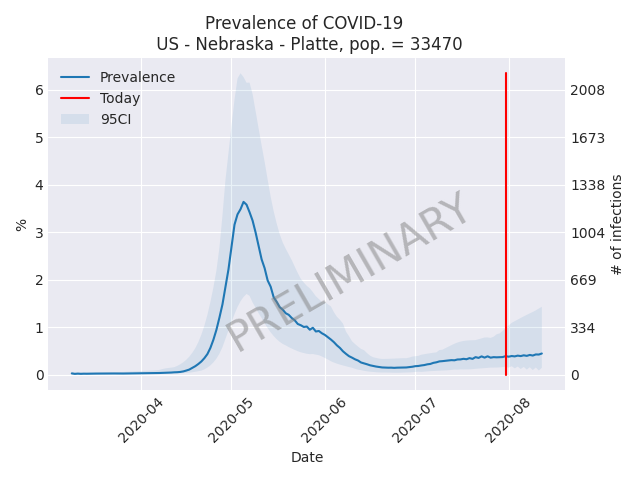 Prevalence of COVID-19
US - Nebraska - Platte, pop. = 33470
Prevalence
Today
95CI
6
5
4
3
2
1
0
%
2008
1673
1338
1004
669
334
0
# of infections
PRELIMINARY
2020-04
2020-05
2020-06
2020-07
2020-08
Date